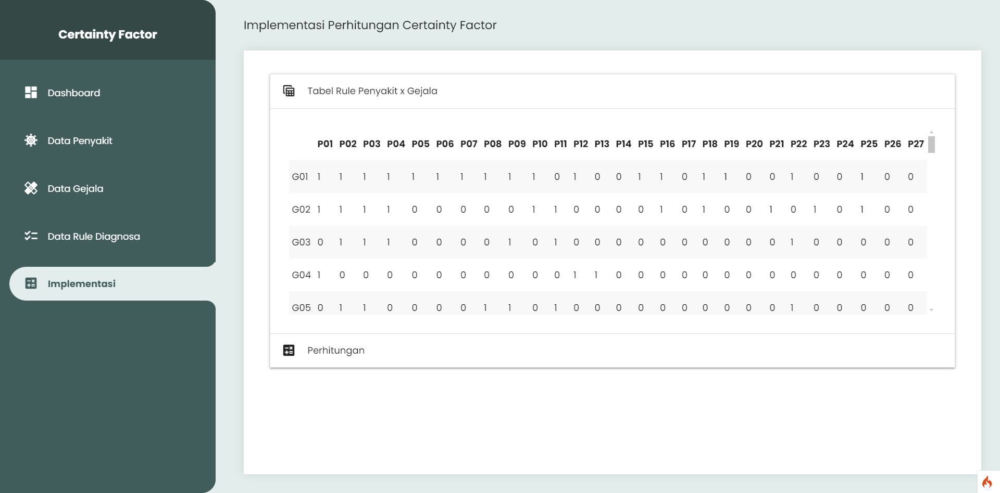 Certainty Factor
Dashboard
Data Penyakit
Data Gejala
Data Rule Diagnosa
Implementasi
Implementasi Perhitungan Certainty Factor
Tabel Rule Penyakit x Gejala
P01 P02 P03 P04 P05 P06 P07 P08 P09 P10 P11 P12 P13 P14 P15 P16 P17 P18 P19 P20 P21 P22 P23 P24 P25 P26 P27
G01 1 1 1 1 1 1 1 1 1 1 0 1 0 0 1 1 0 1 1 0 0 1 0 0 1 0 0
G02 1 1 1 1 0 0 0 0 0 1 1 0 0 0 0 1 0 1 0 0 1 0 1 0 1 0 0
G03 0 1 1 1 0 0 0 0 1 0 1 0 0 0 0 0 0 0 0 0 0 1 0 0 0 0 0
G04 1 0 0 0 0 0 0 0 0 0 0 1 1 0 0 0 0 0 0 0 0 0 0 0 0 0 0
G05 0 1 1 0 0 0 0 1 1 0 1 0 0 0 0 0 0 0 0 0 0 1 0 0 0 0 0
Perhitungan